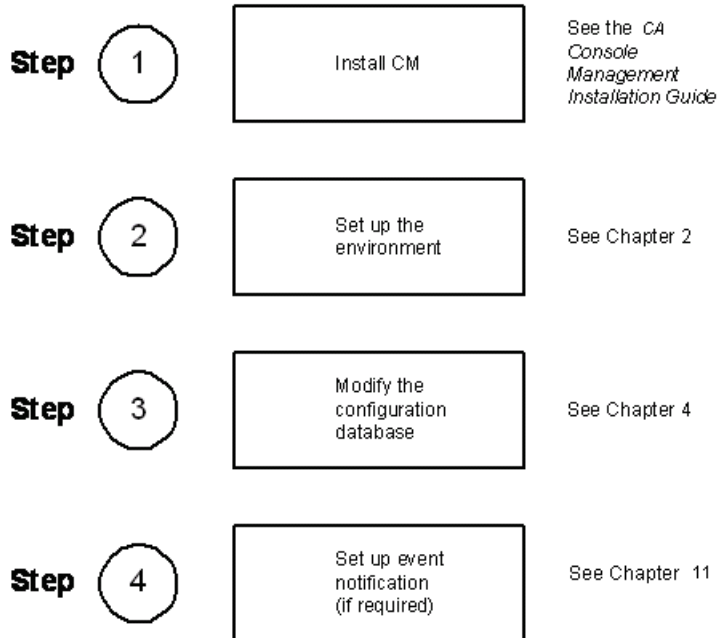 Step 1
Install CM
See the CA
Console
Management
Installation Guide
Step 2
Set up the
environment
See Chapter 2
Step 3
Modify the
configuration
database
See Chapter 4
Step 4
Set up event
notification
(if required)
See Chapter 11